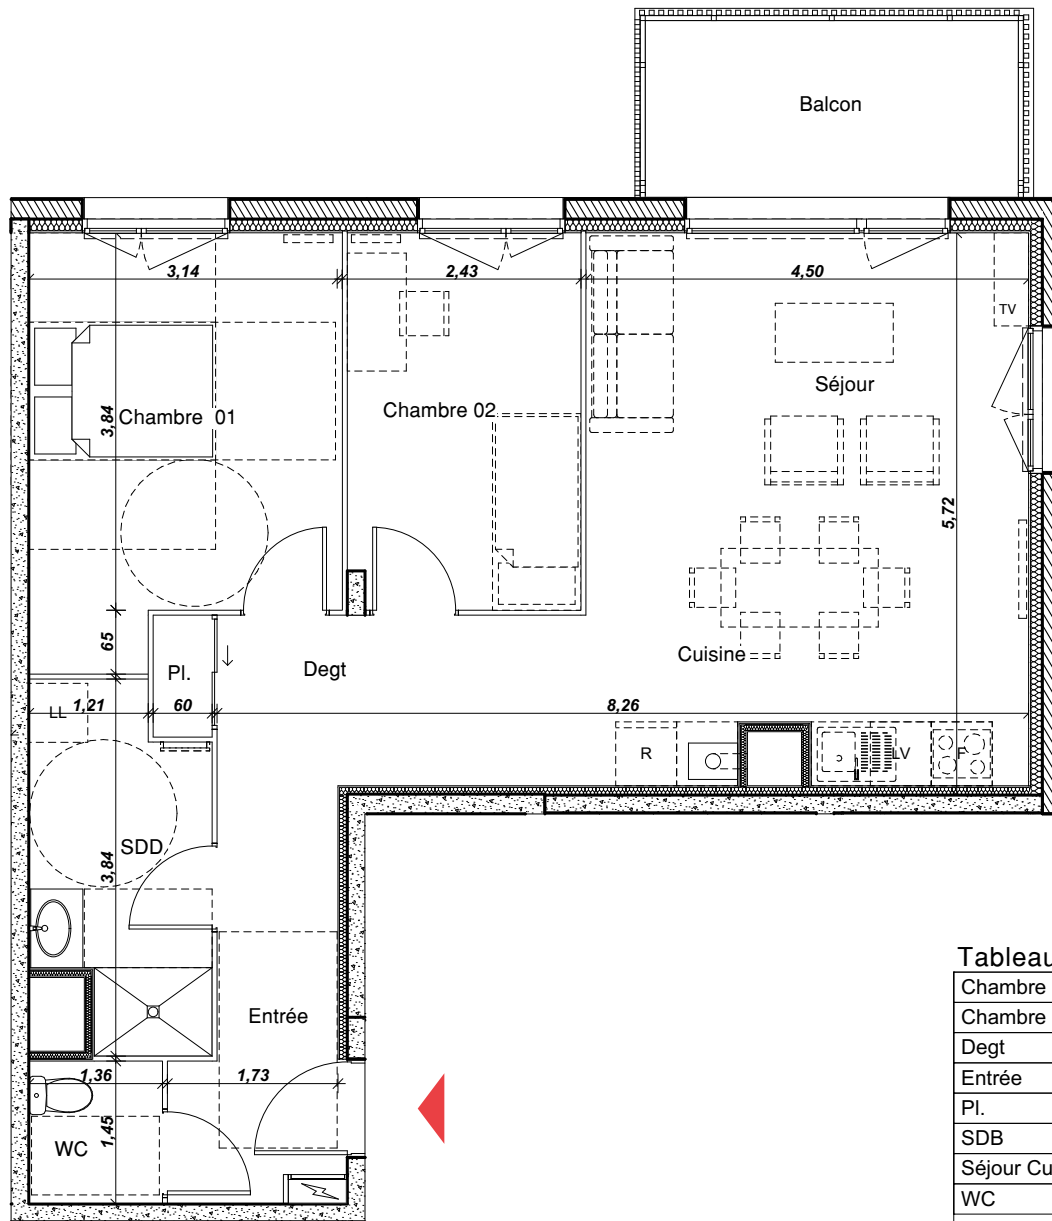 Balcon
3,14
2,43
4,50
TV
Séjour
Chambre 01
Chambre 02
3,84
5,72
65
Pl.
Degt
Cuisine
LL
1,21
60
8,26
R
LV
F
SDD
3,84
Entrée
1,36
1,73
1,45
WC
Tableau
Chambre
Chambre
Degt
Entrée
Pl.
SDB
Séjour Cu
WC